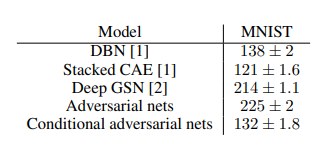 Model MNIST
DBN [1] 138 ± 2
Stacked CAE [1] 121 ± 1.6
Deep GSN [2] 214 ± 1.1
Adversarial nets 225 ± 2
Conditional adversarial nets 132 ± 1.8